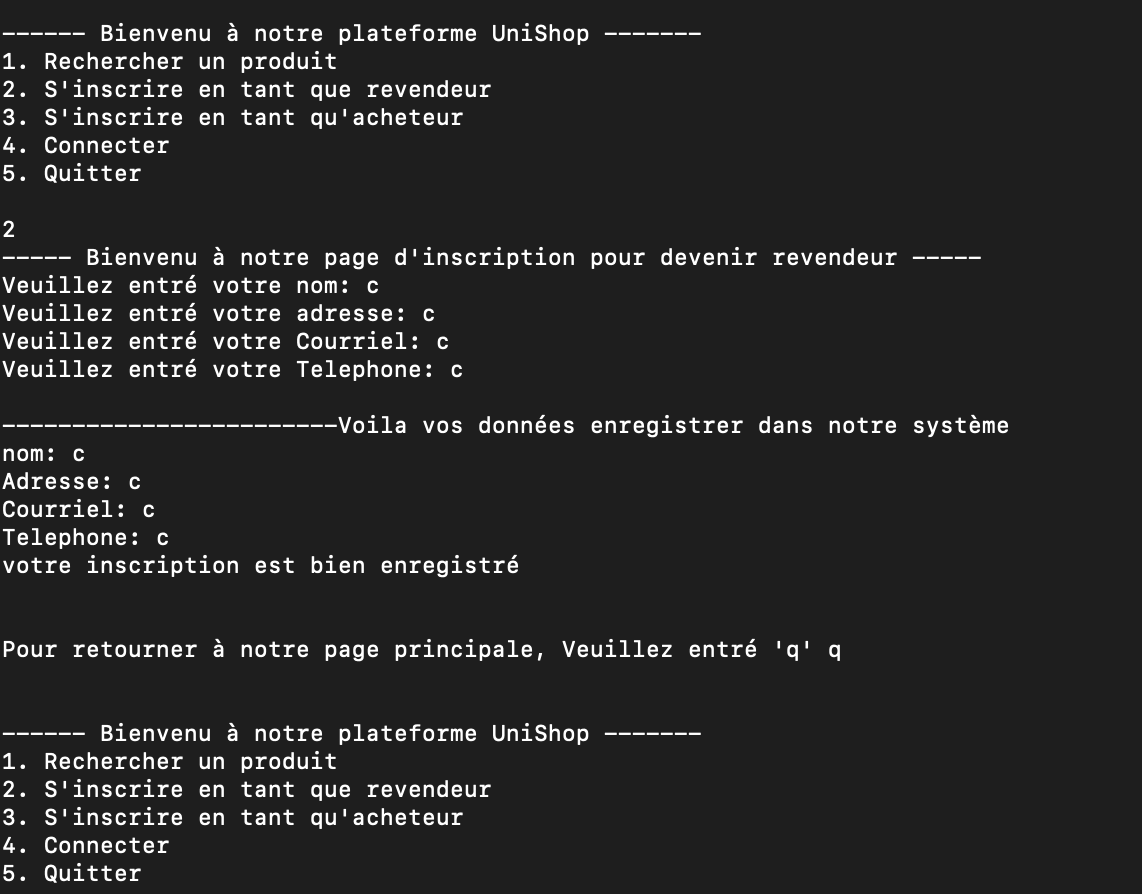 ------ Bienvenu à notre plateforme UniShop -------
1. Rechercher un produit
2. S'inscrire en tant que revendeur
3. S'inscrire en tant qu'acheteur
4. Connecter
5. Quitter
2
----- Bienvenu à notre page d'inscription pour devenir revendeur -----
Veuillez entré votre nom: c
Veuillez entré votre adresse: c
Veuillez entré votre Courriel: c
Veuillez entré votre Telephone: c
------------------------Voila vos données enregistrer dans notre système
nom: c
Adresse: c
Courriel: c
Telephone: c
votre inscription est bien enregistré
Pour retourner à notre page principale, Veuillez entré 'q' q
------ Bienvenu à notre plateforme UniShop -------
1. Rechercher un produit
2. S'inscrire en tant que revendeur
3. S'inscrire en tant qu'acheteur
4. Connecter
5. Quitter